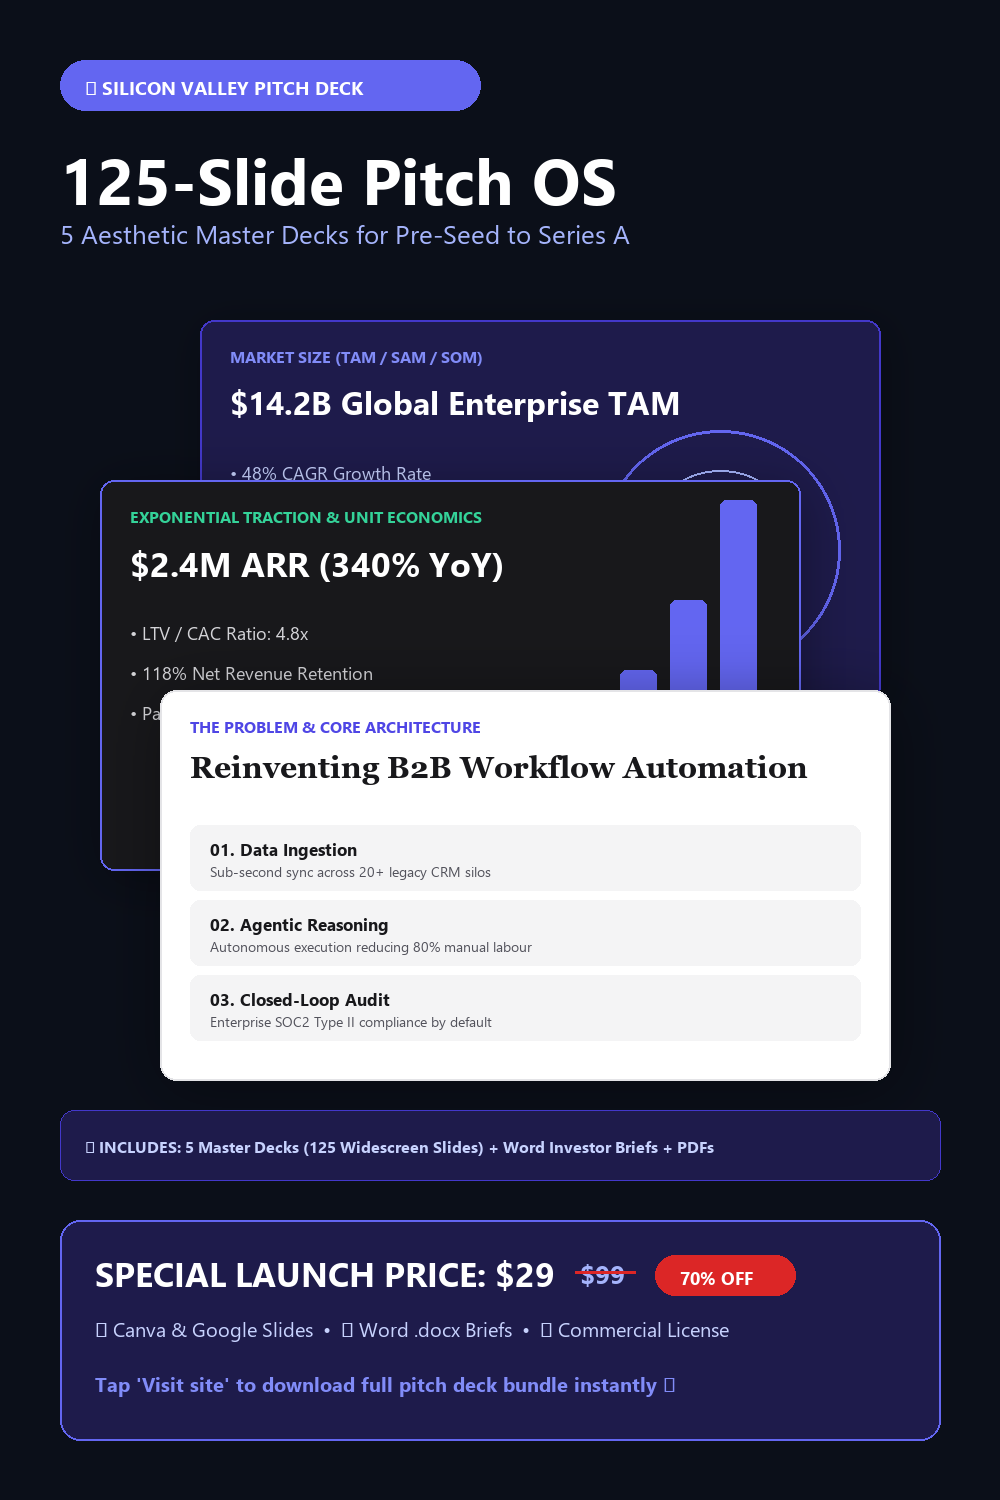 SILICON VALLEY PITCH DECK
125-Slide Pitch OS
5 Aesthetic Master Decks for Pre-Seed to Series A
MARKET SIZE (TAM / SAM / SOM)
$14.2B Global Enterprise TAM
• 48% CAGR Growth Rate
EXPONENTIAL TRACTION & UNIT ECONOMICS
$2.4M ARR (340% YoY)
• LTV / CAC Ratio: 4.8x
• 118% Net Revenue Retention
• Pa
THE PROBLEM & CORE ARCHITECTURE
Reinventing B2B Workflow Automation
01. Data Ingestion
Sub-second sync across 20+ legacy CRM silos
02. Agentic Reasoning
Autonomous execution reducing 80% manual labour
03. Closed-Loop Audit
Enterprise SOC2 Type II compliance by default
INCLUDES: 5 Master Decks (125 Widescreen Slides) + Word Investor Briefs + PDFs
SPECIAL LAUNCH PRICE: $29 $99 70% OFF
Canva & Google Slides • Word .docx Briefs • Commercial License
Tap 'Visit site' to download full pitch deck bundle instantly